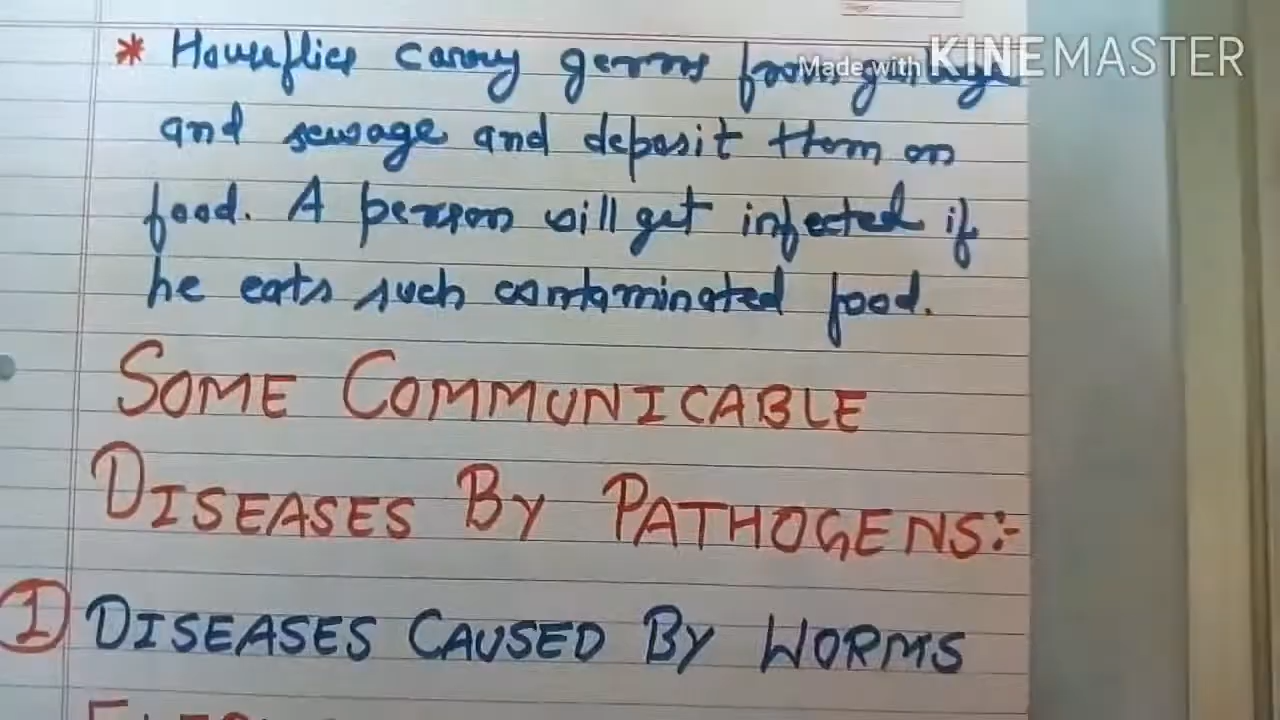 * Houseflies carry germs from garbage
Made with KINEMASTER
and sewage and deposit them on
food. A person will get infected if
he eats such contaminated food.
SOME COMMUNICABLE
DISEASES BY PATHOGENS:-
1 DISEASES CAUSED BY WORMS